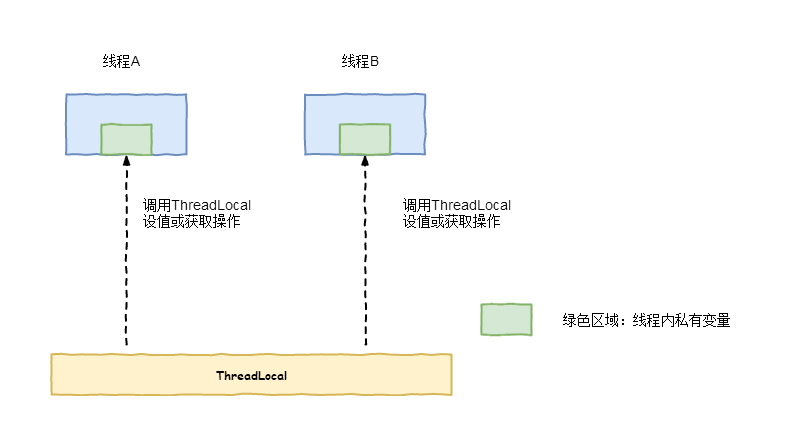 线程A
线程B
调用ThreadLocal
设值或获取操作
调用ThreadLocal
设值或获取操作
绿色区域：线程内私有变量
ThreadLocal